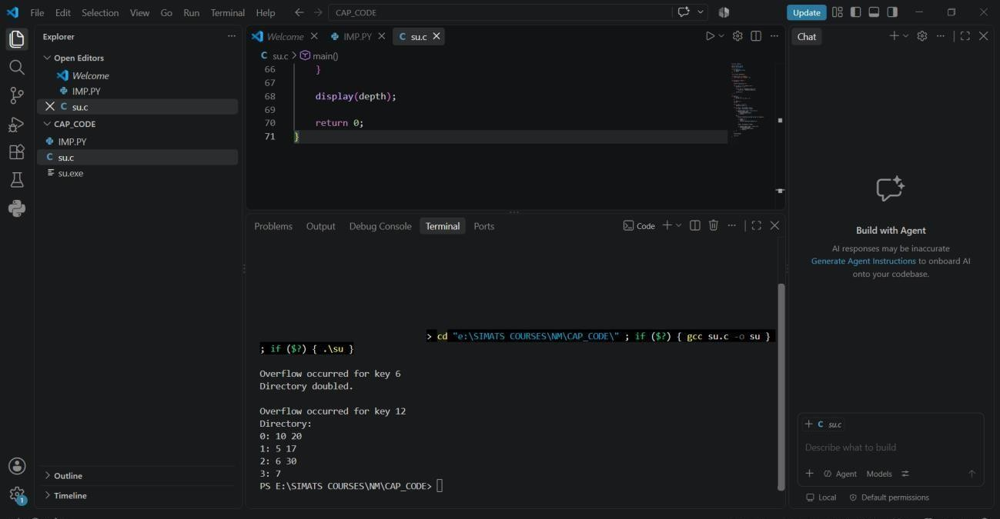 File Edit Selection View Go Run Terminal Help
CAP_CODE
Update
Explorer
Open Editors
Welcome
IMP.PY
C su.c
CAP_CODE
IMP.PY
C su.c
su.exe
Outline
Timeline
1
Welcome IMP.PY C su.c
C su.c > main()
66 }
67
68 display(depth);
69
70 return 0;
71 }
Problems Output Debug Console Terminal Ports
Code
> cd "e:\SIMATS COURSES\NM\CAP_CODE\" ; if ($?) { gcc su.c -o su }
; if ($?) { .\su }
Overflow occurred for key 6
Directory doubled.
Overflow occurred for key 12
Directory:
0: 10 20
1: 5 17
2: 6 30
3: 7
PS E:\SIMATS COURSES\NM\CAP_CODE>
Chat
Build with Agent
AI responses may be inaccurate
Generate Agent Instructions to onboard AI
onto your codebase.
C su.c
Describe what to build
Agent Models
Local Default permissions